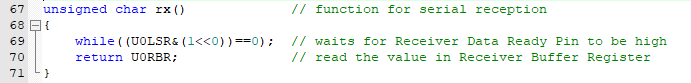 67 unsigned char rx() // function for serial reception
68 {
69 while((U0LSR&(1<<0))==0); // waits for Receiver Data Ready Pin to be high
70 return U0RBR; // read the value in Receiver Buffer Register
71 }